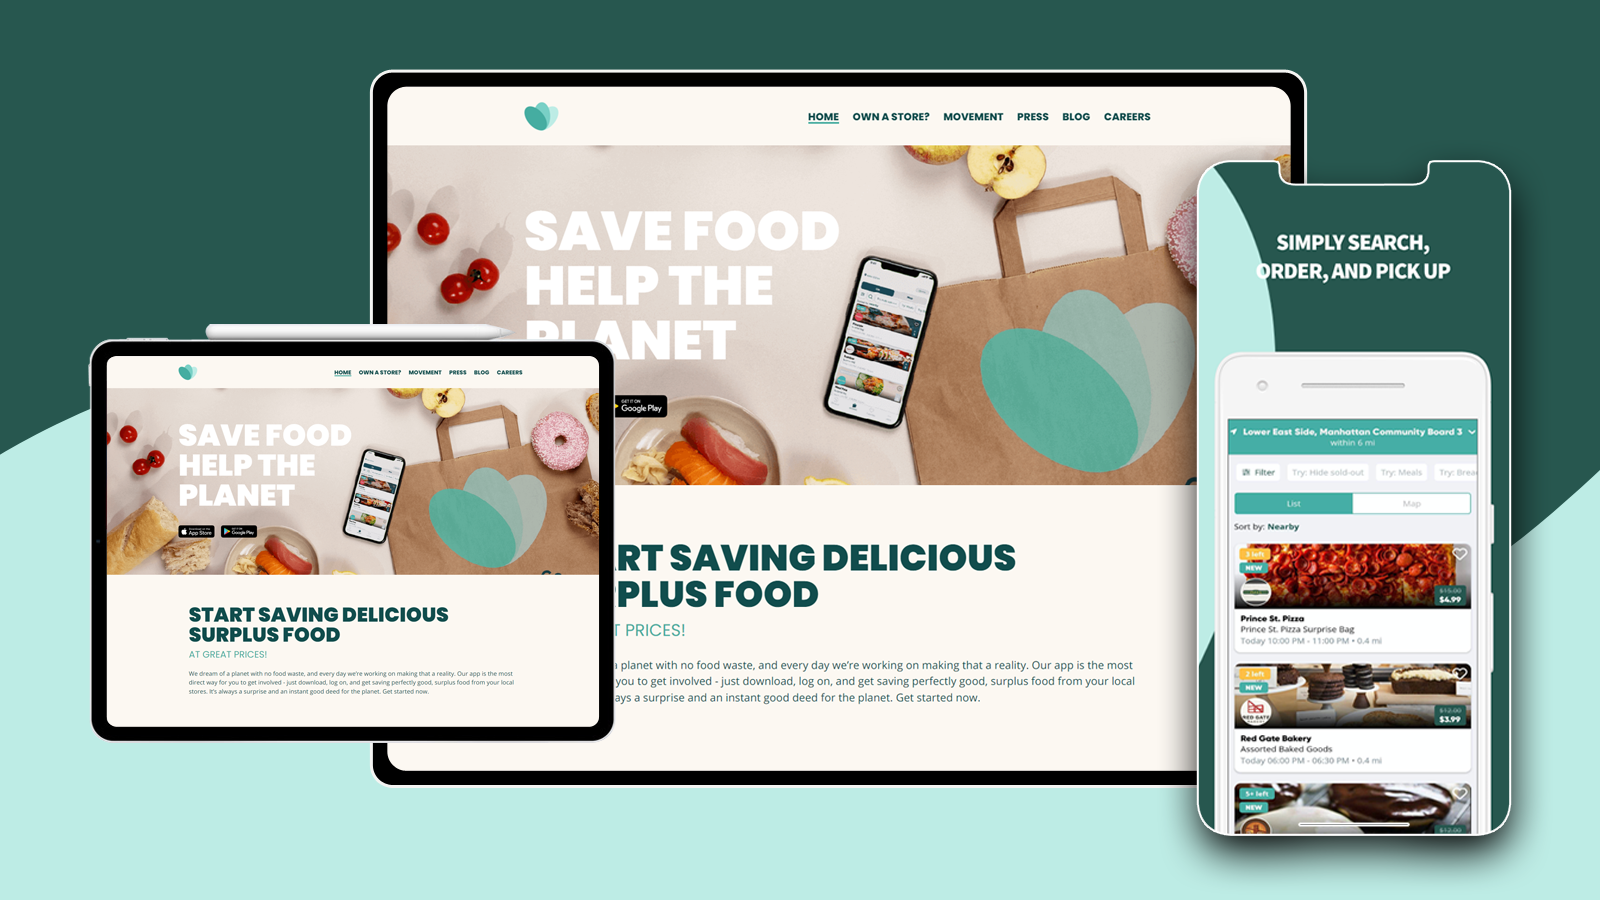 HOME OWN A STORE? MOVEMENT PRESS BLOG CAREERS
SAVE FOOD
HELP THE
PLANET
GET IT ON
Google Play
RT SAVING DELICIOUS
PLUS FOOD
T PRICES!
a planet with no food waste, and every day we're working on making that a reality. Our app is the most
you to get involved - just download, log on, and get saving perfectly good, surplus food from your local
ays a surprise and an instant good deed for the planet. Get started now.
HOME OWN A STORE? MOVEMENT PRESS BLOG CAREERS
SAVE FOOD
HELP THE
PLANET
App Store
GET IT ON
Google Play
START SAVING DELICIOUS
SURPLUS FOOD
AT GREAT PRICES!
We dream of a planet with no food waste, and every day we're working on making that a reality. Our app is the most
direct way for you to get involved - just download, log on, and get saving perfectly good, surplus food from your local
stores. It's always a surprise and an instant good deed for the planet. Get started now.
SIMPLY SEARCH,
ORDER, AND PICK UP
Lower East Side, Manhattan Community Board 3
within 6 mi
Filter Try: Hide sold-out Try: Meals Try: Brea
List Map
Sort by: Nearby
3 left
NEW
$15.00
$4.99
Prince St. Pizza
Prince St. Pizza Surprise Bag
Today 10:00 PM - 11:00 PM • 0.4 mi
2 left
NEW
RED GATE
$12.00
$3.99
Red Gate Bakery
Assorted Baked Goods
Today 06:00 PM - 06:30 PM • 0.4 mi
5+ left
NEW
$12.00